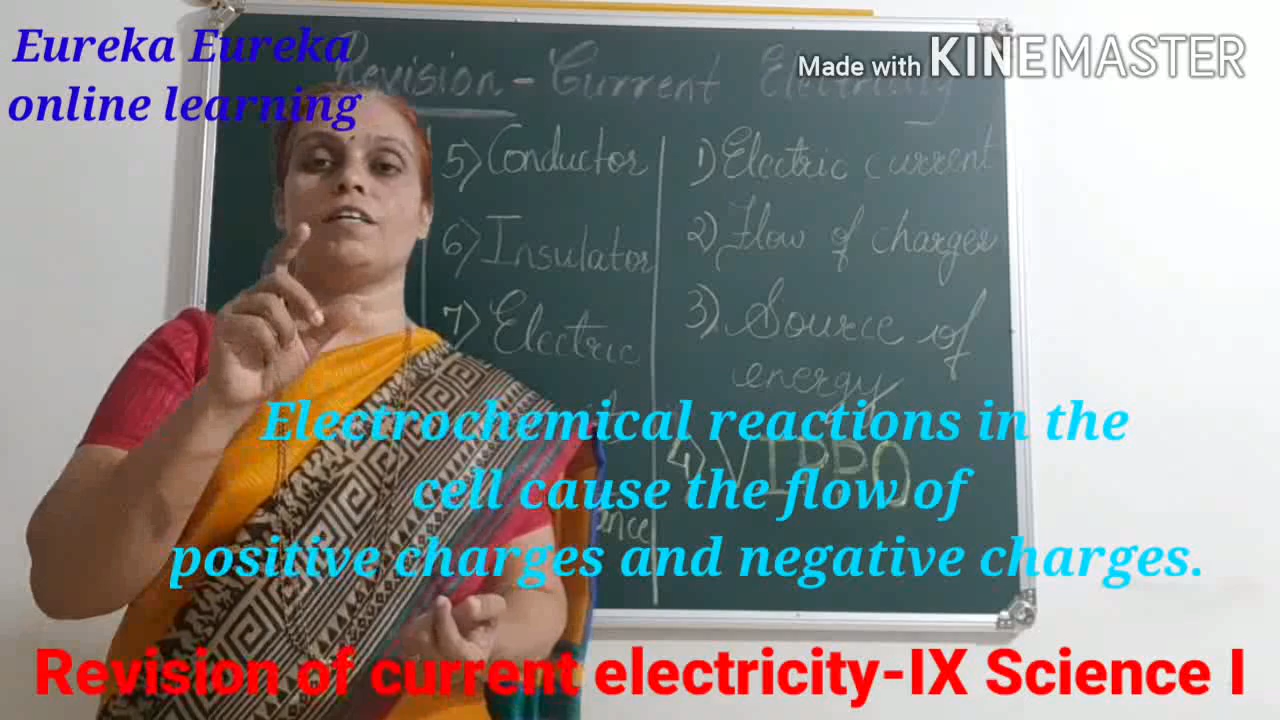 Eureka Eureka
online learning
Made with KINEMASTER
Revision - Current Electricity
5) Conductor
6) Insulator
7) Electric
1) Electric current
2) Flow of charges
3) Source of
energy
4) VIPPO
Electrochemical reactions in the
cell cause the flow of
positive charges and negative charges.
Revision of current electricity-IX Science I